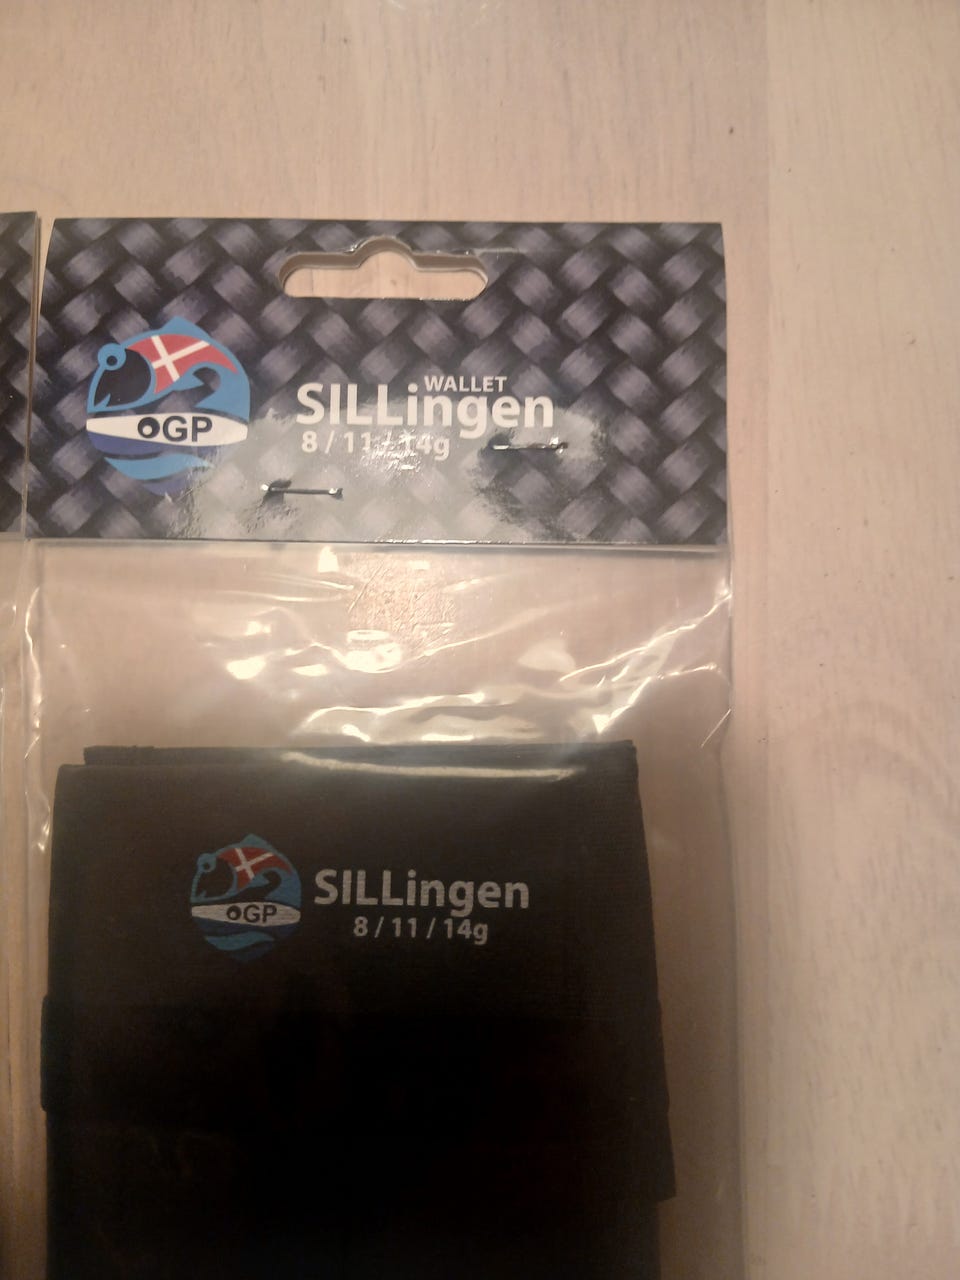 WALLET
SILLingen
8 / 11 / 14g
OGP
SILLingen
8 / 11 / 14g
OGP